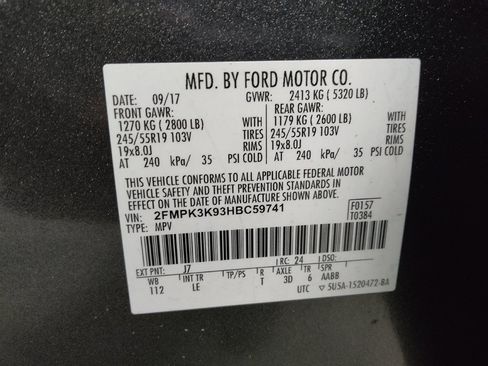 MFD. BY FORD MOTOR CO.
DATE: 09/17 GVWR: 2413 KG ( 5320 LB)
FRONT GAWR: REAR GAWR:
1270 KG ( 2800 LB) 1179 KG ( 2600 LB)
245/55R19 103V TIRES 245/55R19 103V TIRES
19x8.0J RIMS 19x8.0J RIMS
AT 240 kPa/ 35 PSI COLD AT 240 kPa/ 35 PSI COLD
THIS VEHICLE CONFORMS TO ALL APPLICABLE FEDERAL MOTOR
VEHICLE SAFETY AND THEFT PREVENTION STANDARDS IN
EFFECT ON THE DATE OF MANUFACTURE SHOWN ABOVE.
VIN: 2FMPK3K93HBC59741 F0157
TYPE: MPV T0384
EXT PNT: J7 RC: 24 DSO:
WB INT TR TP/PS R AXLE TR SPR
112 LE T 3D 6 AABB
UTC 5U5A-1520472-BA